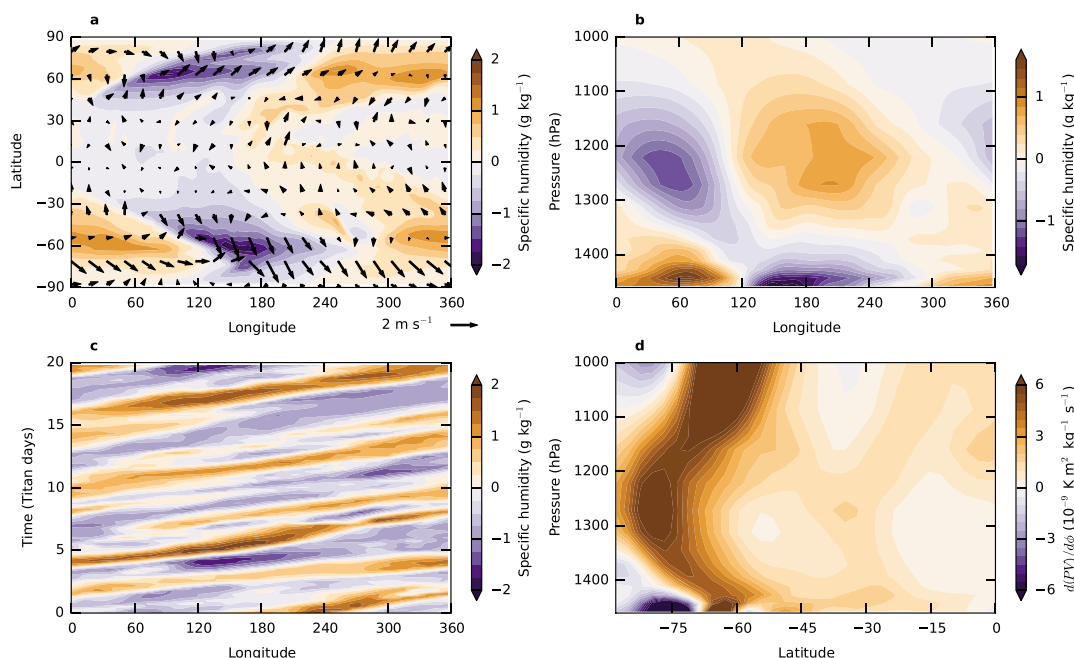 a
90
60
30
0
−30
−60
−90
Latitude
0 60 120 180 240 300 360
Longitude
2 m s⁻¹
2
1
0
−1
−2
Specific humidity (g kg⁻¹)
b
1000
1100
1200
1300
1400
Pressure (hPa)
0 60 120 180 240 300 360
Longitude
1
0
−1
Specific humidity (g kg⁻¹)
c
20
15
10
5
0
Time (Titan days)
0 60 120 180 240 300 360
Longitude
2
1
0
−1
−2
Specific humidity (g kg⁻¹)
d
1000
1100
1200
1300
1400
Pressure (hPa)
−75 −60 −45 −30 −15 0
Latitude
6
3
0
−3
−6
d(PV)/dϕ (10⁻⁹ K m² kg⁻¹ s⁻¹)